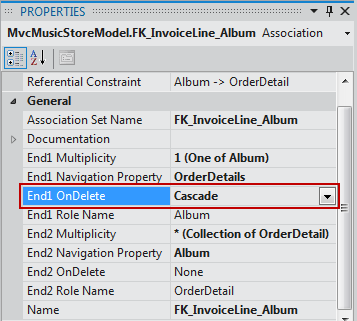 PROPERTIES
MvcMusicStoreModel.FK_InvoiceLine_Album Association
Referential Constraint Album -> OrderDetail
General
Association Set Name FK_InvoiceLine_Album
Documentation
End1 Multiplicity 1 (One of Album)
End1 Navigation Property OrderDetails
End1 OnDelete Cascade
End1 Role Name Album
End2 Multiplicity * (Collection of OrderDetail)
End2 Navigation Property Album
End2 OnDelete None
End2 Role Name OrderDetail
Name FK_InvoiceLine_Album